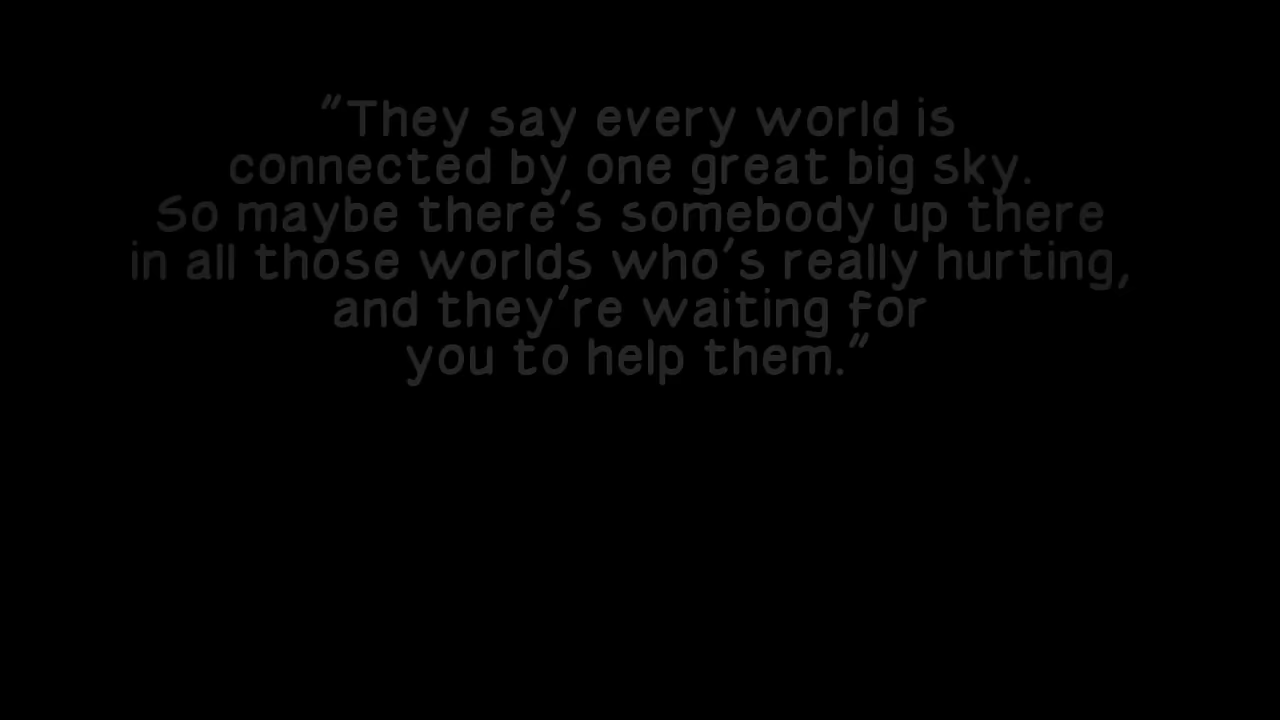 “They say every world is
connected by one great big sky.
So maybe there’s somebody up there
in all those worlds who’s really hurting,
and they’re waiting for
you to help them.”